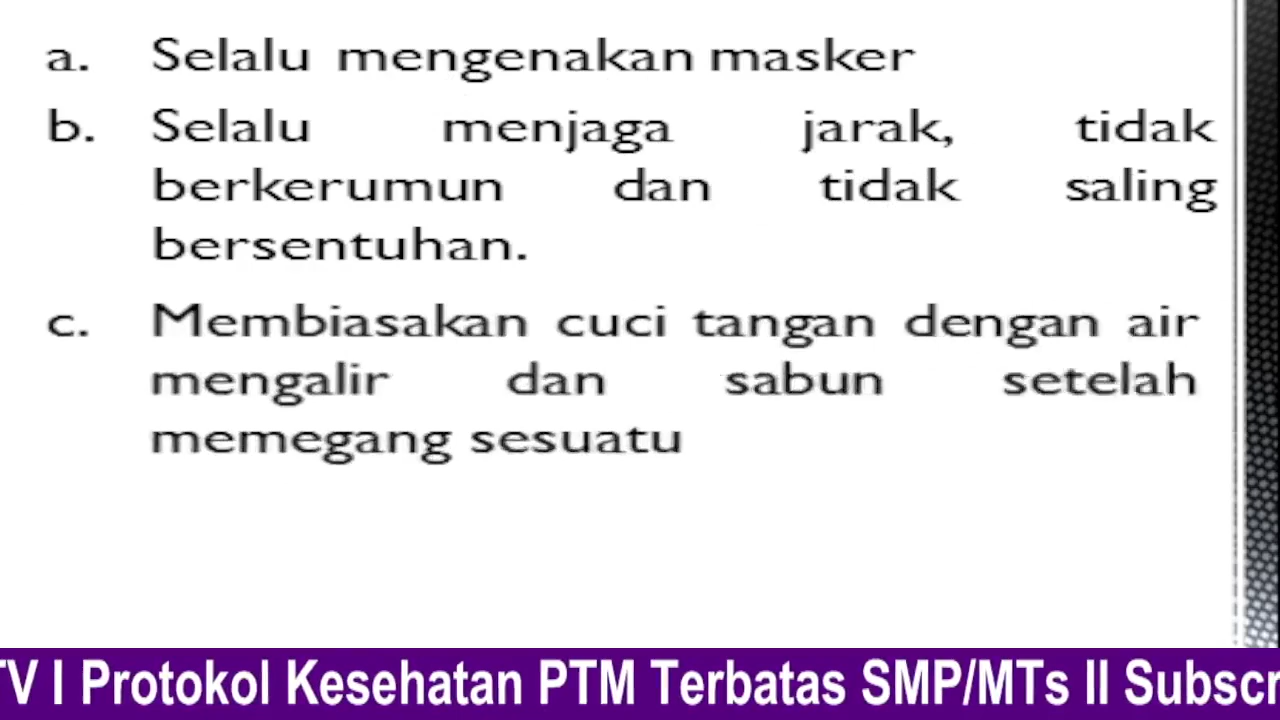 a. Selalu mengenakan masker
b. Selalu menjaga jarak, tidak
berkerumun dan tidak saling
bersentuhan.
c. Membiasakan cuci tangan dengan air
mengalir dan sabun setelah
memegang sesuatu
TV I Protokol Kesehatan PTM Terbatas SMP/MTs II Subscr